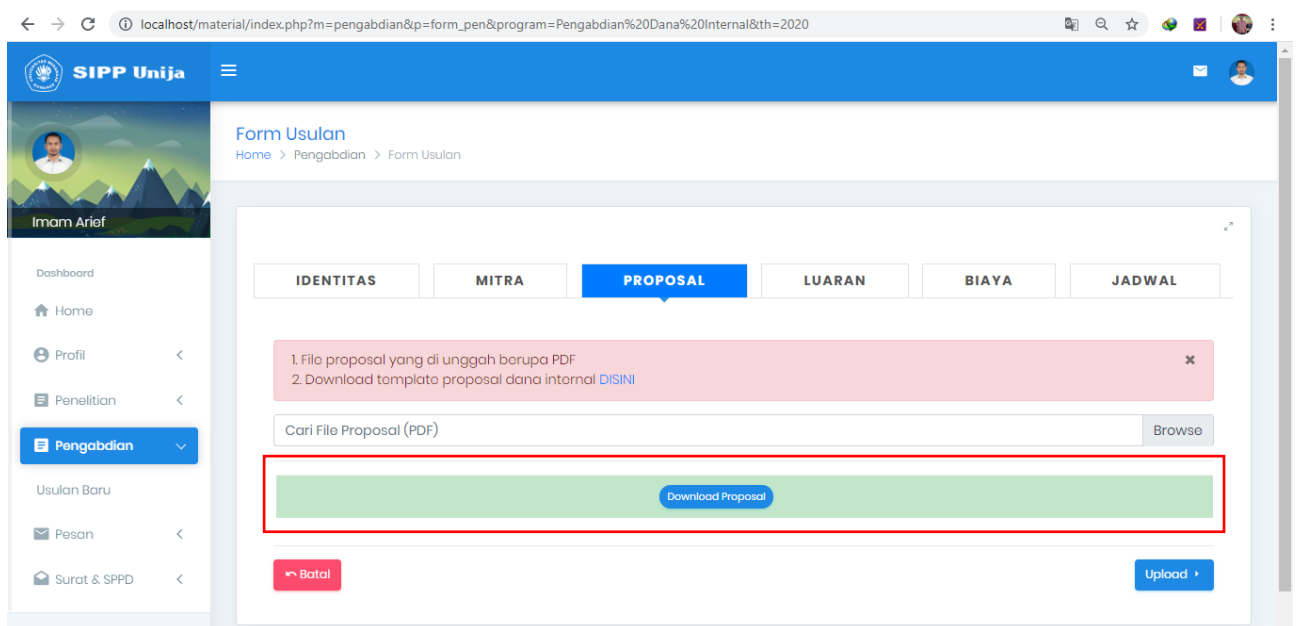 localhost/material/index.php?m=pengabdian&p=form_pen&program=Pengabdian%20Dana%20Internal&th=2020
SIPP Unija
Form Usulan
Home > Pengabdian > Form Usulan
Imam Arief
Dashboard
Home
Profil
Penelitian
Pengabdian
Usulan Baru
Pesan
Surat & SPPD
IDENTITAS MITRA PROPOSAL LUARAN BIAYA JADWAL
1. File proposal yang di unggah berupa PDF
2. Download template proposal dana internal DISINI
Cari File Proposal (PDF) Browse
Download Proposal
Batal Upload